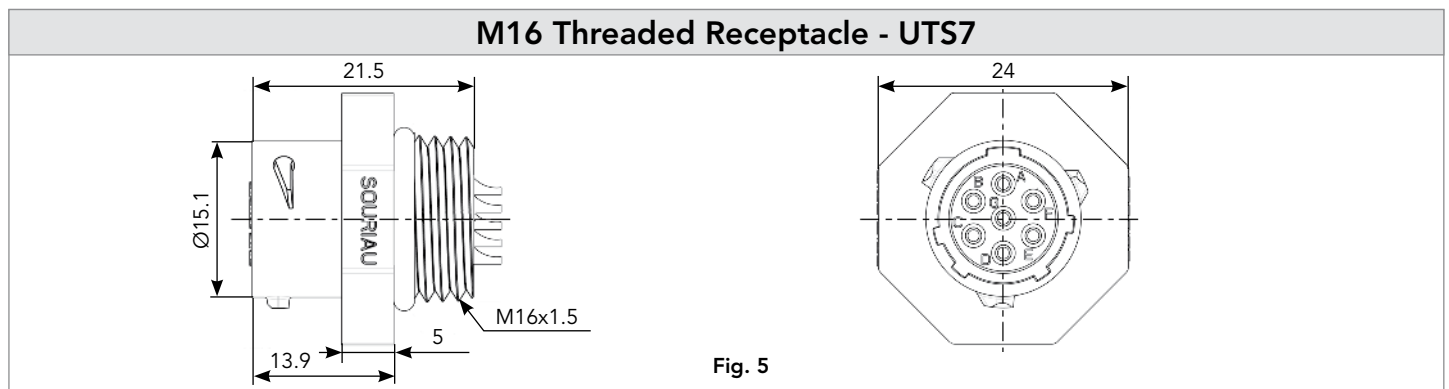 M16 Threaded Receptacle - UTS7
21.5
24
Ø15.1
SOURIAU
M16x1.5
5
13.9
A
B
G
E
C
D
E
Fig. 5